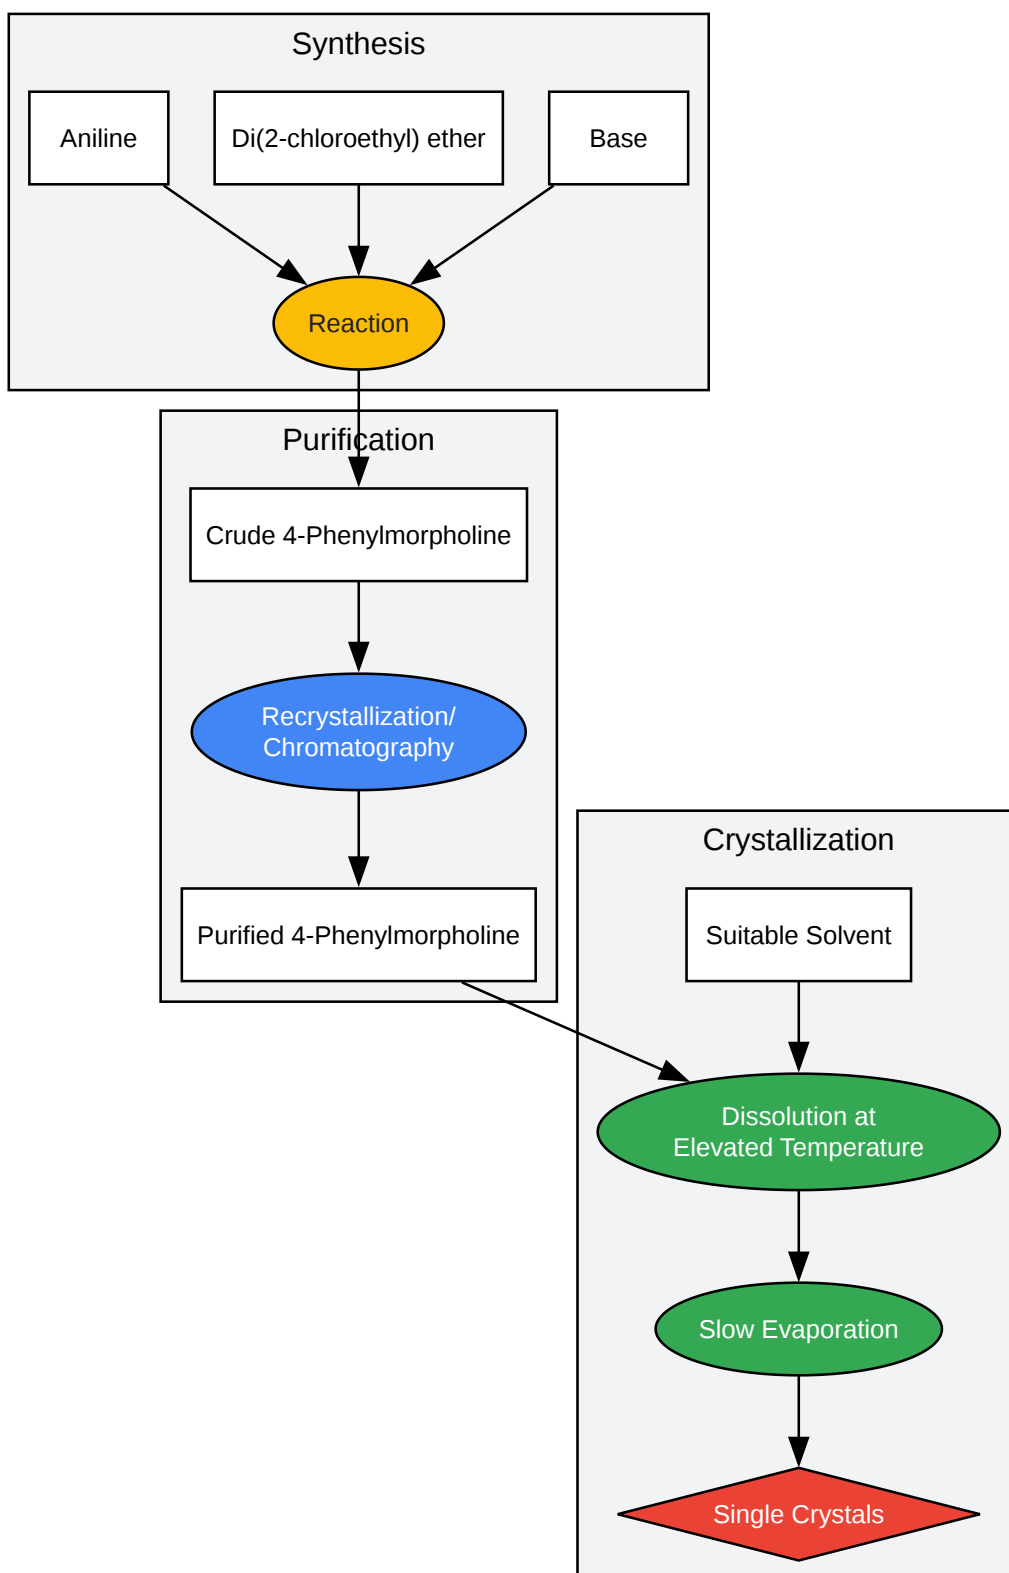 Synthesis
Aniline
Di(2-chloroethyl) ether
Base
Reaction
Purification
Crude 4-Phenylmorpholine
Recrystallization/
Chromatography
Purified 4-Phenylmorpholine
Crystallization
Suitable Solvent
Dissolution at
Elevated Temperature
Slow Evaporation
Single Crystals